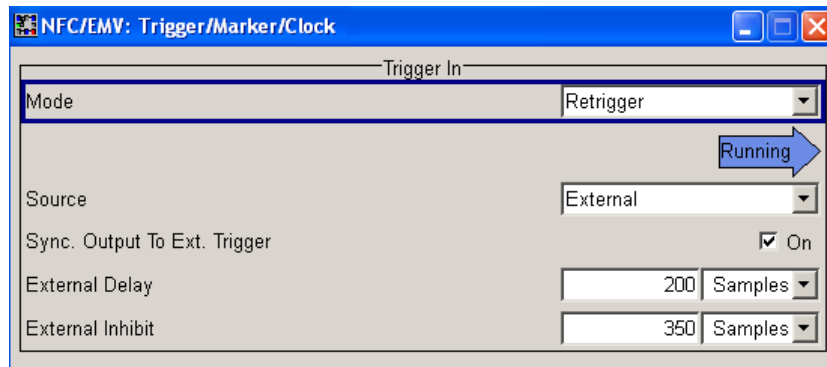 NFC/EMV: Trigger/Marker/Clock
Trigger In
Mode Retrigger
Running
Source External
Sync. Output To Ext. Trigger On
External Delay 200 Samples
External Inhibit 350 Samples